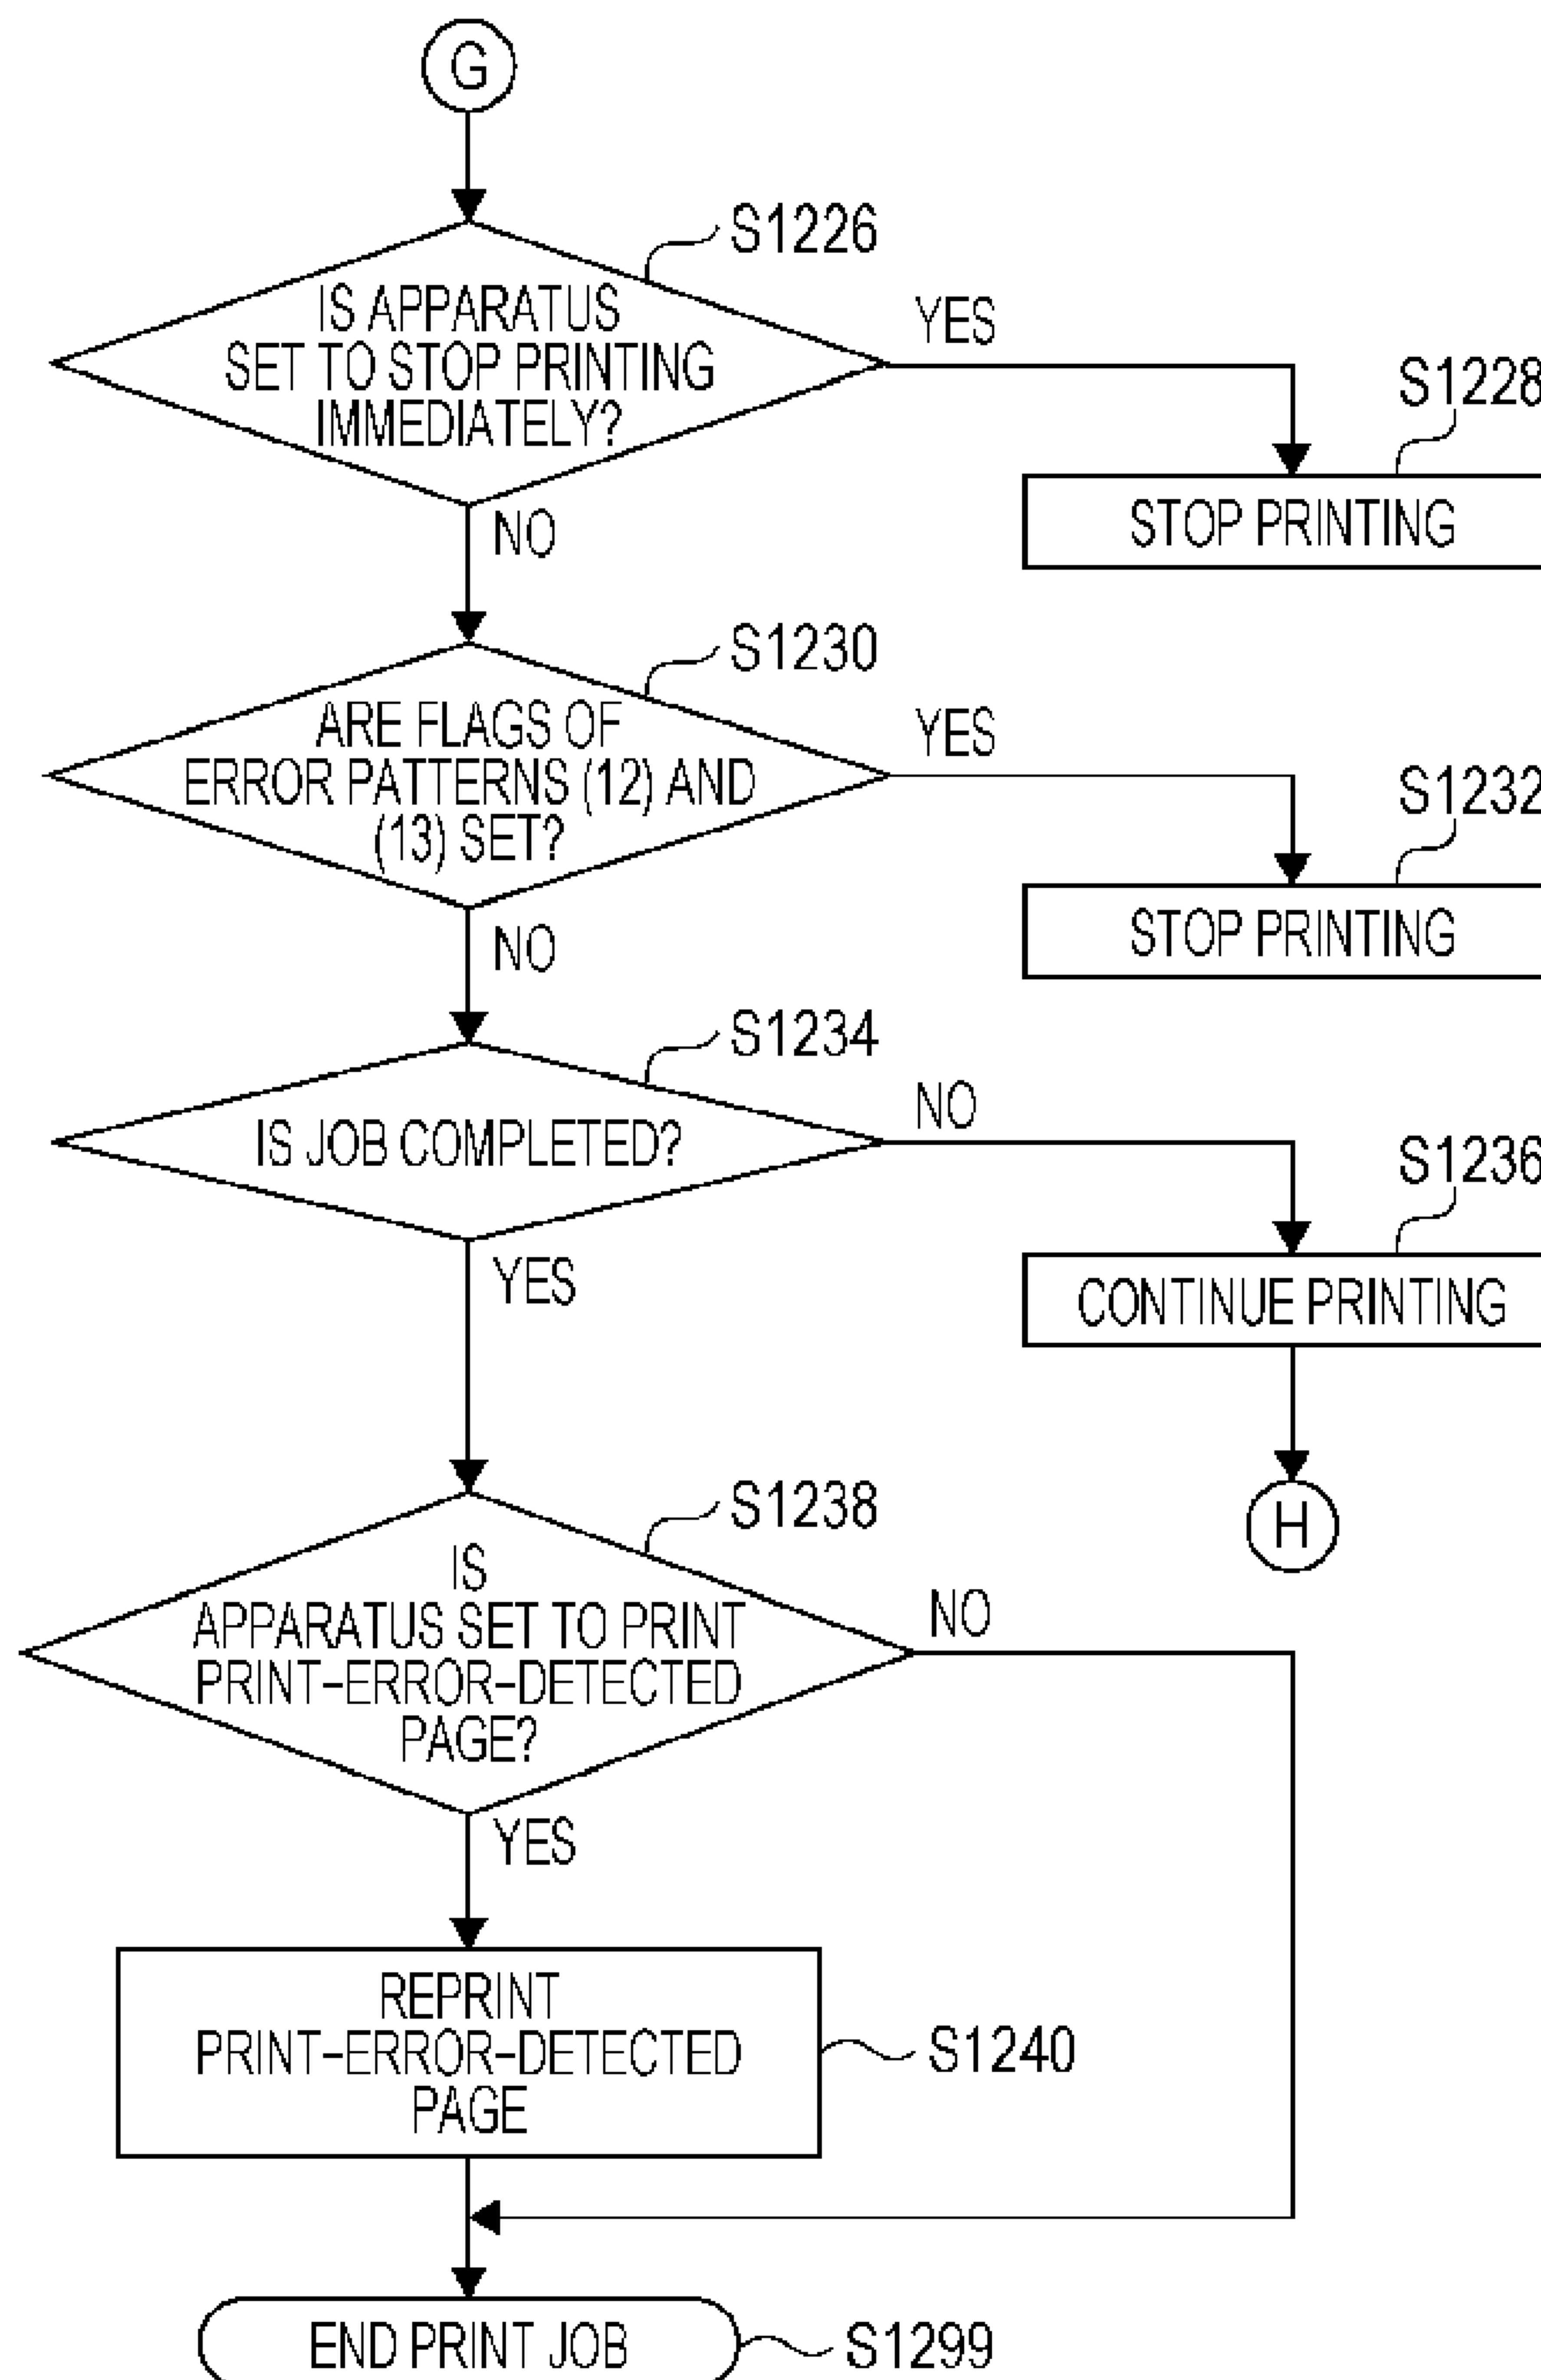 G
S1226
IS APPARATUS
SET TO STOP PRINTING
IMMEDIATELY?
YES
S1228
STOP PRINTING
NO
S1230
ARE FLAGS OF
ERROR PATTERNS (12) AND
(13) SET?
YES
S1232
STOP PRINTING
NO
S1234
IS JOB COMPLETED?
NO
S1236
CONTINUE PRINTING
H
YES
S1238
IS
APPARATUS SET TO PRINT
PRINT-ERROR-DETECTED
PAGE?
NO
YES
REPRINT
PRINT-ERROR-DETECTED
PAGE
S1240
END PRINT JOB
S1299